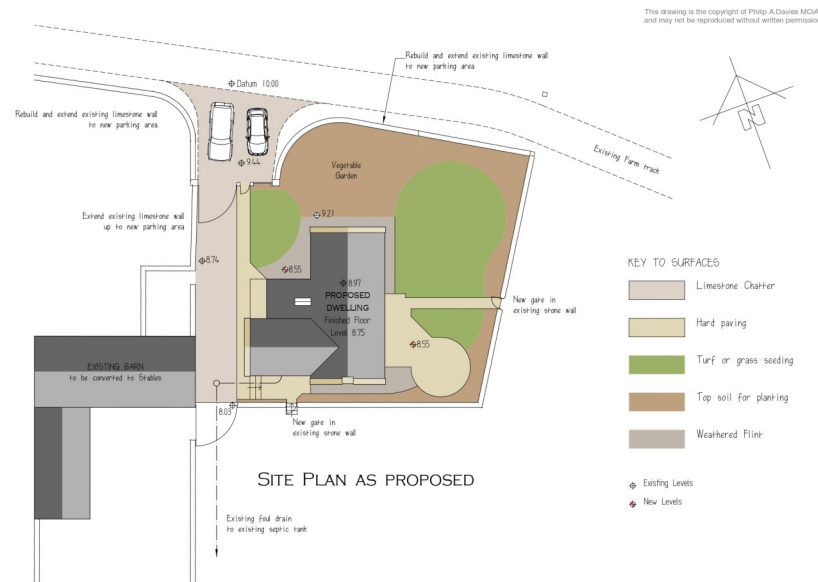 This drawing is the copyright of Philip A.Davies MCIA
and may not be reproduced without written permissio
Rebuild and extend existing limestone wall
to new parking area
Datum 10.00
Rebuild and extend existing limestone wall
to new parking area
9.44
Vegetable
Garden
Existing Farm track
Extend existing limestone wall
up to new parking area
9.21
8.74
8.55
8.97
PROPOSED
DWELLING
Finished Floor
Level 8.75
New gate in
existing stone wall
8.55
EXISTING BARN
to be converted to Stables
8.03
New gate in
existing stone wall
SITE PLAN AS PROPOSED
Existing foul drain
to existing septic tank
KEY TO SURFACES
Limestone Chatter
Hard paving
Turf or grass seeding
Top soil for planting
Weathered Flint
Existing Levels
New Levels